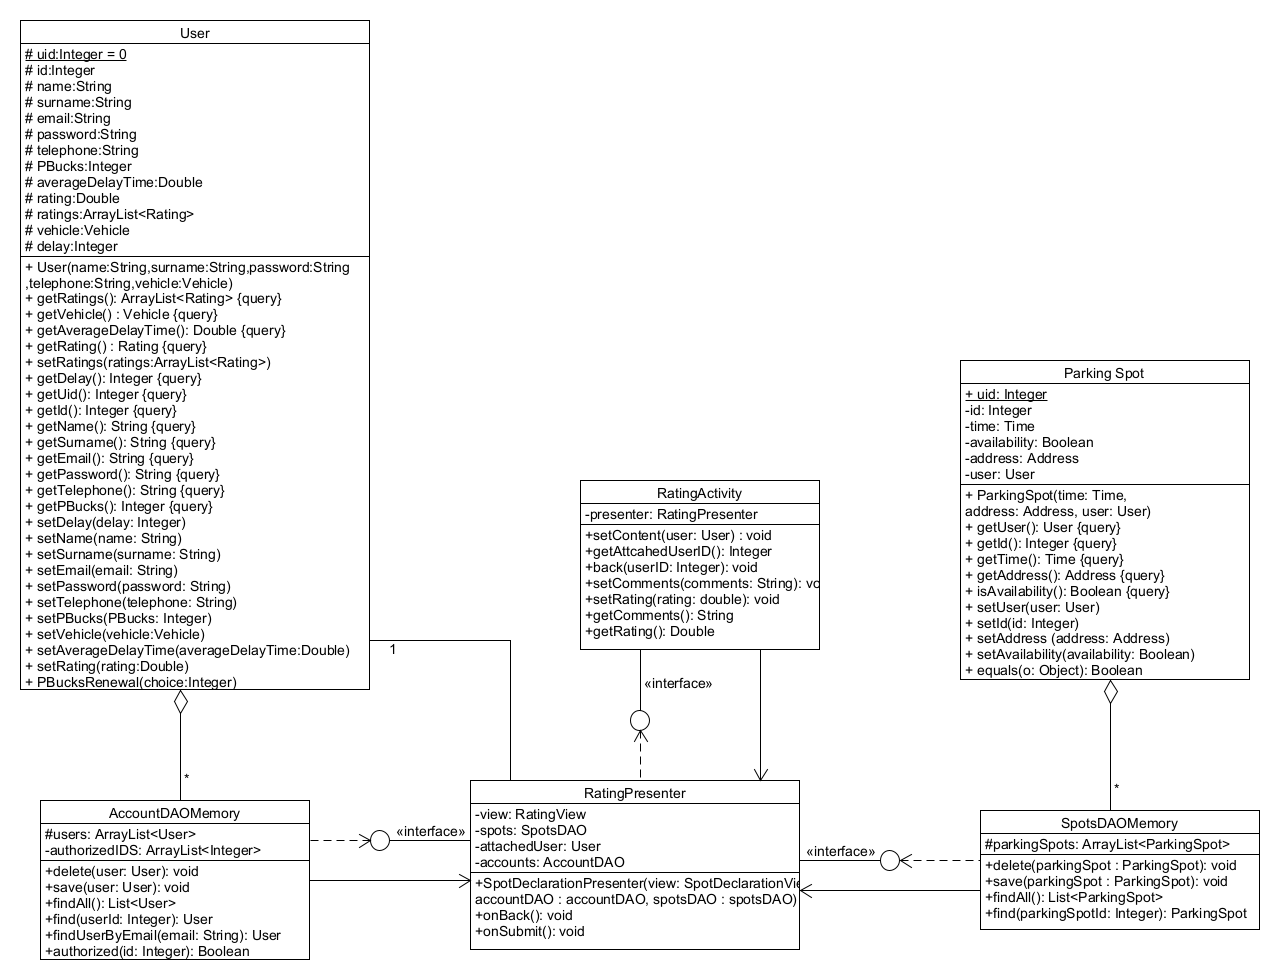 User
# uid:Integer = 0
# id:Integer
# name:String
# surname:String
# email:String
# password:String
# telephone:String
# PBucks:Integer
# averageDelayTime:Double
# rating:Double
# ratings:ArrayList<Rating>
# vehicle:Vehicle
# delay:Integer
+ User(name:String,surname:String,password:String
,telephone:String,vehicle:Vehicle)
+ getRatings(): ArrayList<Rating> {query}
+ getVehicle() : Vehicle {query}
+ getAverageDelayTime(): Double {query}
+ getRating() : Rating {query}
+ setRatings(ratings:ArrayList<Rating>)
+ getDelay(): Integer {query}
+ getUid(): Integer {query}
+ getId(): Integer {query}
+ getName(): String {query}
+ getSurname(): String {query}
+ getEmail(): String {query}
+ getPassword(): String {query}
+ getTelephone(): String {query}
+ getPBucks(): Integer {query}
+ setDelay(delay: Integer)
+ setName(name: String)
+ setSurname(surname: String)
+ setEmail(email: String)
+ setPassword(password: String)
+ setTelephone(telephone: String)
+ setPBucks(PBucks: Integer)
+ setVehicle(vehicle:Vehicle)
+ setAverageDelayTime(averageDelayTime:Double)
+ setRating(rating:Double)
+ PBucksRenewal(choice:Integer)
1
*
Parking Spot
+ uid: Integer
-id: Integer
-time: Time
-availability: Boolean
-address: Address
-user: User
+ ParkingSpot(time: Time,
address: Address, user: User)
+ getUser(): User {query}
+ getId(): Integer {query}
+ getTime(): Time {query}
+ getAddress(): Address {query}
+ isAvailability(): Boolean {query}
+ setUser(user: User)
+ setId(id: Integer)
+ setAddress (address: Address)
+ setAvailability(availability: Boolean)
+ equals(o: Object): Boolean
*
RatingActivity
-presenter: RatingPresenter
+setContent(user: User) : void
+getAttcahedUserID(): Integer
+back(userID: Integer): void
+setComments(comments: String): vo
+setRating(rating: double): void
+getComments(): String
+getRating(): Double
«interface»
AccountDAOMemory
#users: ArrayList<User>
-authorizedIDS: ArrayList<Integer>
+delete(user: User): void
+save(user: User): void
+findAll(): List<User>
+find(userId: Integer): User
+findUserByEmail(email: String): User
+authorized(id: Integer): Boolean
«interface»
RatingPresenter
-view: RatingView
-spots: SpotsDAO
-attachedUser: User
-accounts: AccountDAO
+SpotDeclarationPresenter(view: SpotDeclarationVie
accountDAO : accountDAO, spotsDAO : spotsDAO)
+onBack(): void
+onSubmit(): void
«interface»
SpotsDAOMemory
#parkingSpots: ArrayList<ParkingSpot>
+delete(parkingSpot : ParkingSpot): void
+save(parkingSpot : ParkingSpot): void
+findAll(): List<ParkingSpot>
+find(parkingSpotId: Integer): ParkingSpot